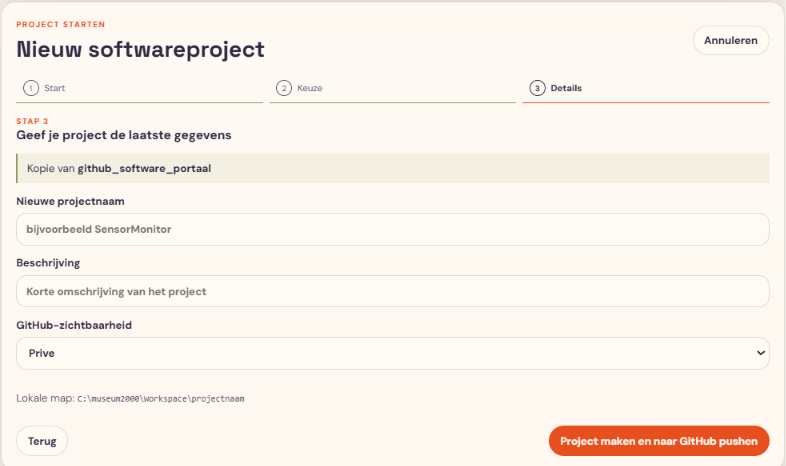 PROJECT STARTEN
Nieuw softwareproject
Annuleren
1 Start
2 Keuze
3 Details
STAP 3
Geef je project de laatste gegevens
Kopie van github_software_portaal
Nieuwe projectnaam
bijvoorbeeld SensorMonitor
Beschrijving
Korte omschrijving van het project
GitHub-zichtbaarheid
Prive
Lokale map: C:\museum2000\Workspace\projectnaam
Terug
Project maken en naar GitHub pushen